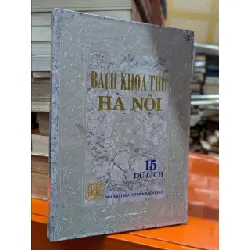 BÁCH KHOA THƯ
HÀ NỘI
15
DU LỊCH